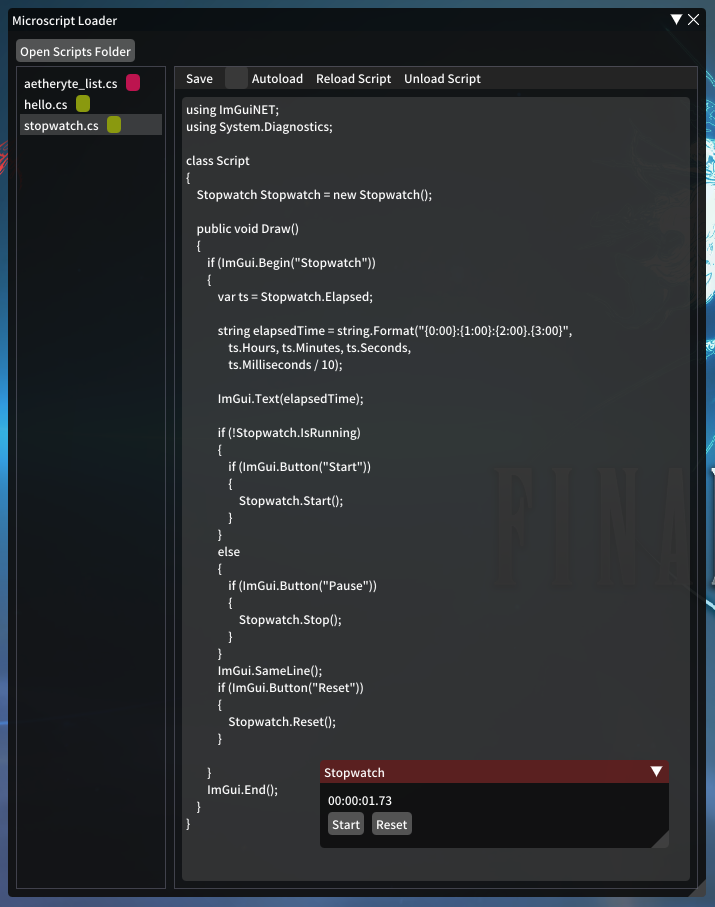 Microscript Loader
Open Scripts Folder
aetheryte_list.cs
hello.cs
stopwatch.cs
Save Autoload Reload Script Unload Script
using ImGuiNET;
using System.Diagnostics;
class Script
{
Stopwatch Stopwatch = new Stopwatch();
public void Draw()
{
if (ImGui.Begin("Stopwatch"))
{
var ts = Stopwatch.Elapsed;
string elapsedTime = string.Format("{0:00}:{1:00}:{2:00}.{3:00}",
ts.Hours, ts.Minutes, ts.Seconds,
ts.Milliseconds / 10);
ImGui.Text(elapsedTime);
if (!Stopwatch.IsRunning)
{
if (ImGui.Button("Start"))
{
Stopwatch.Start();
}
}
else
{
if (ImGui.Button("Pause"))
{
Stopwatch.Stop();
}
}
ImGui.SameLine();
if (ImGui.Button("Reset"))
{
Stopwatch.Reset();
}
}
ImGui.End();
}
}
Stopwatch
00:00:01.73
Start Reset
FINA